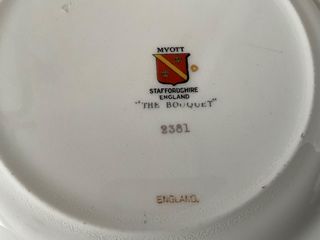 MYOTT
STAFFORDSHIRE
ENGLAND
"THE BOUQUET"
2381
ENGLAND.